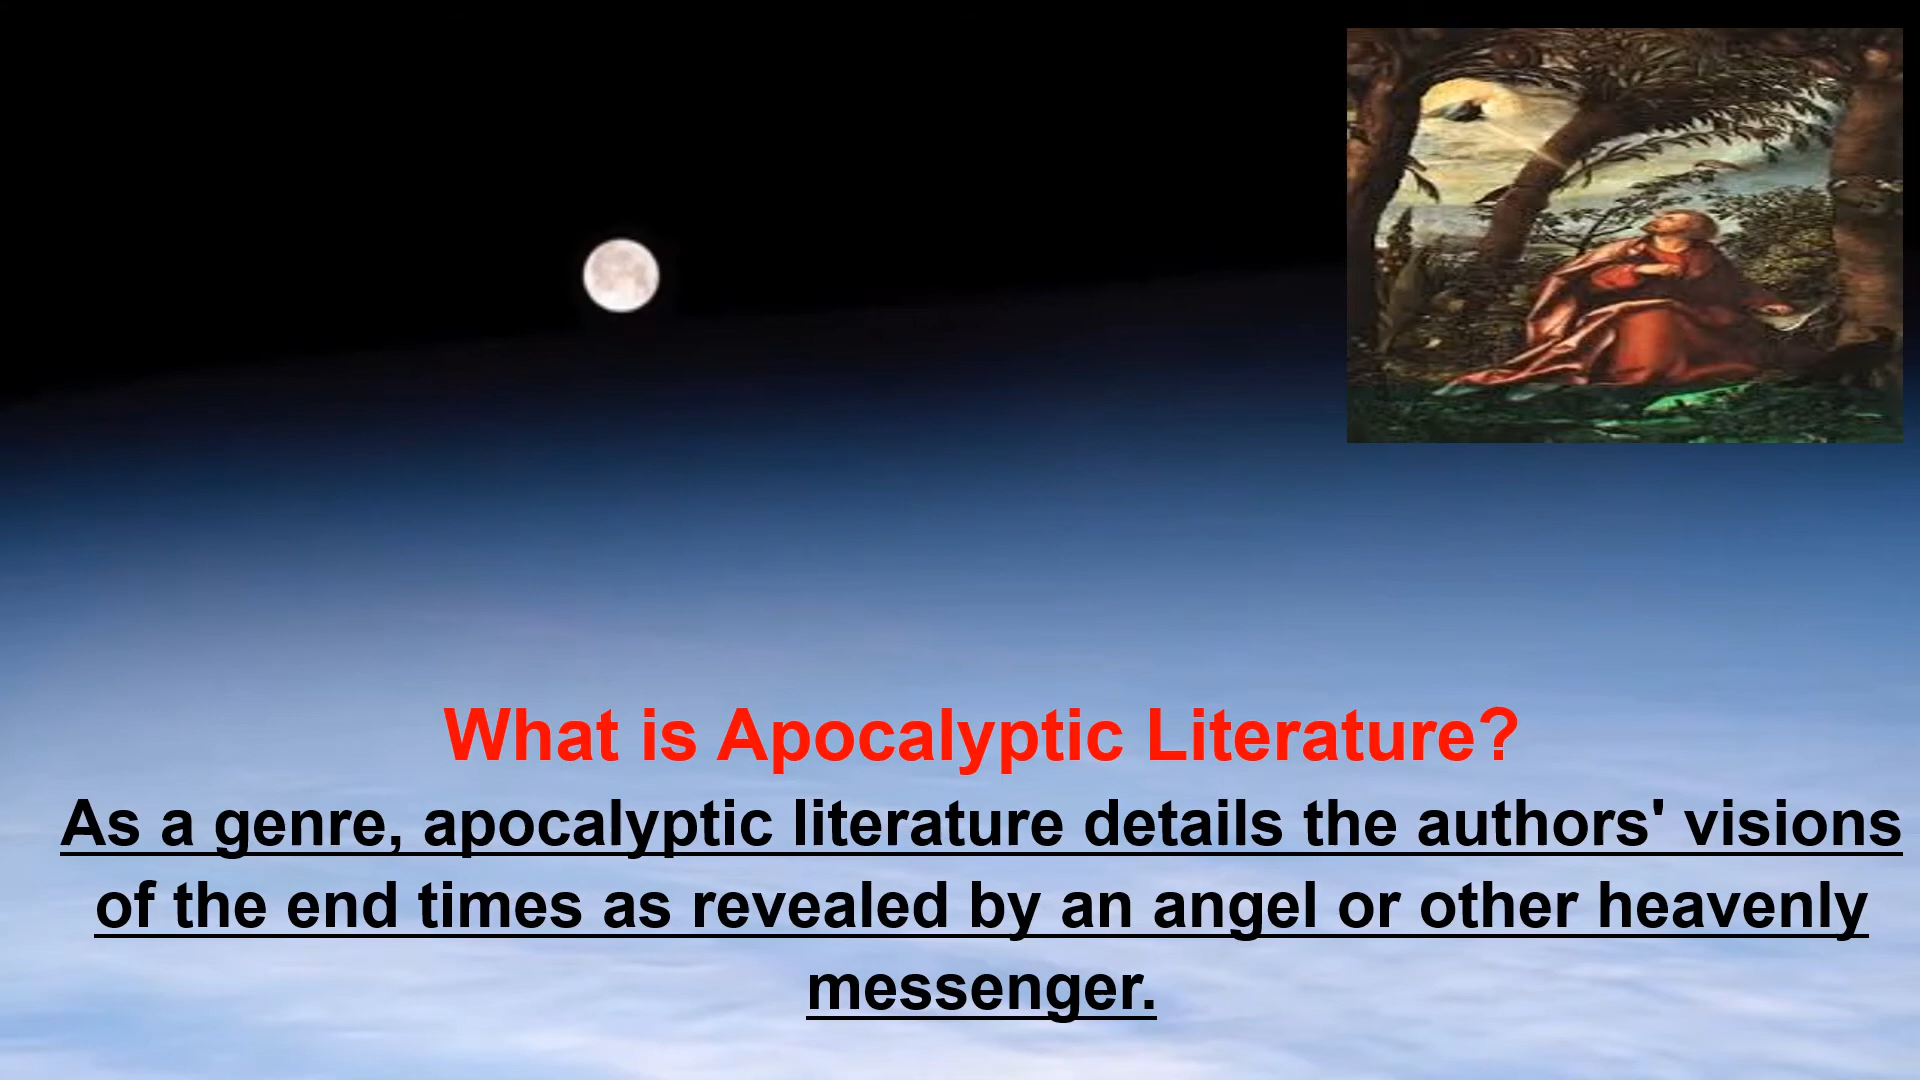 What is Apocalyptic Literature?
As a genre, apocalyptic literature details the authors' visions
of the end times as revealed by an angel or other heavenly
messenger.